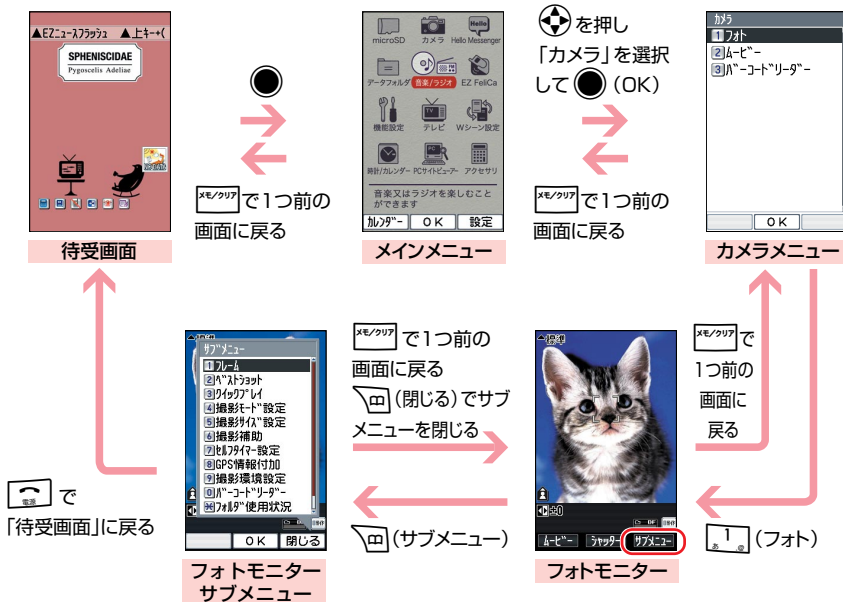 ▲EZニュースフラッシュ ▲上キー(
SPHENISCIDAE
Pygoscelis Adeliae
待受画面
メモ/クリア で1つ前の
画面に戻る
microSD カメラ Hello Messenger
Hello
データフォルダ 音楽/ラジオ EZ FeliCa
機能設定 テレビ Wシーン設定
時計/カレンダー PCサイトビューアー アクセサリ
音楽又はラジオを楽しむこと
ができます
カレンダー OK 設定
メインメニュー
を押し
「カメラ」を選択
して (OK)
メモ/クリア で1つ前の
画面に戻る
カメラ
1 フォト
2 ムービー
3 バーコードリーダー
OK
カメラメニュー
電源 で
「待受画面」に戻る
標準
サブメニュー
1 フレーム
2 ベストショット
3 クイックプレイ
4 撮影モード設定
5 撮影サイズ設定
6 撮影補助
7 セルフタイマー設定
8 GPS情報付加
9 撮影環境設定
0 バーコードリーダー
* フォルダ使用状況
OK 閉じる
フォトモニター
サブメニュー
メモ/クリア で1つ前の
画面に戻る
(閉じる)でサブ
メニューを閉じる
(サブメニュー)
標準
±0
ムービー シャッター サブメニュー
フォトモニター
メモ/クリア で
1つ前の
画面に
戻る
1 あ @ (フォト)